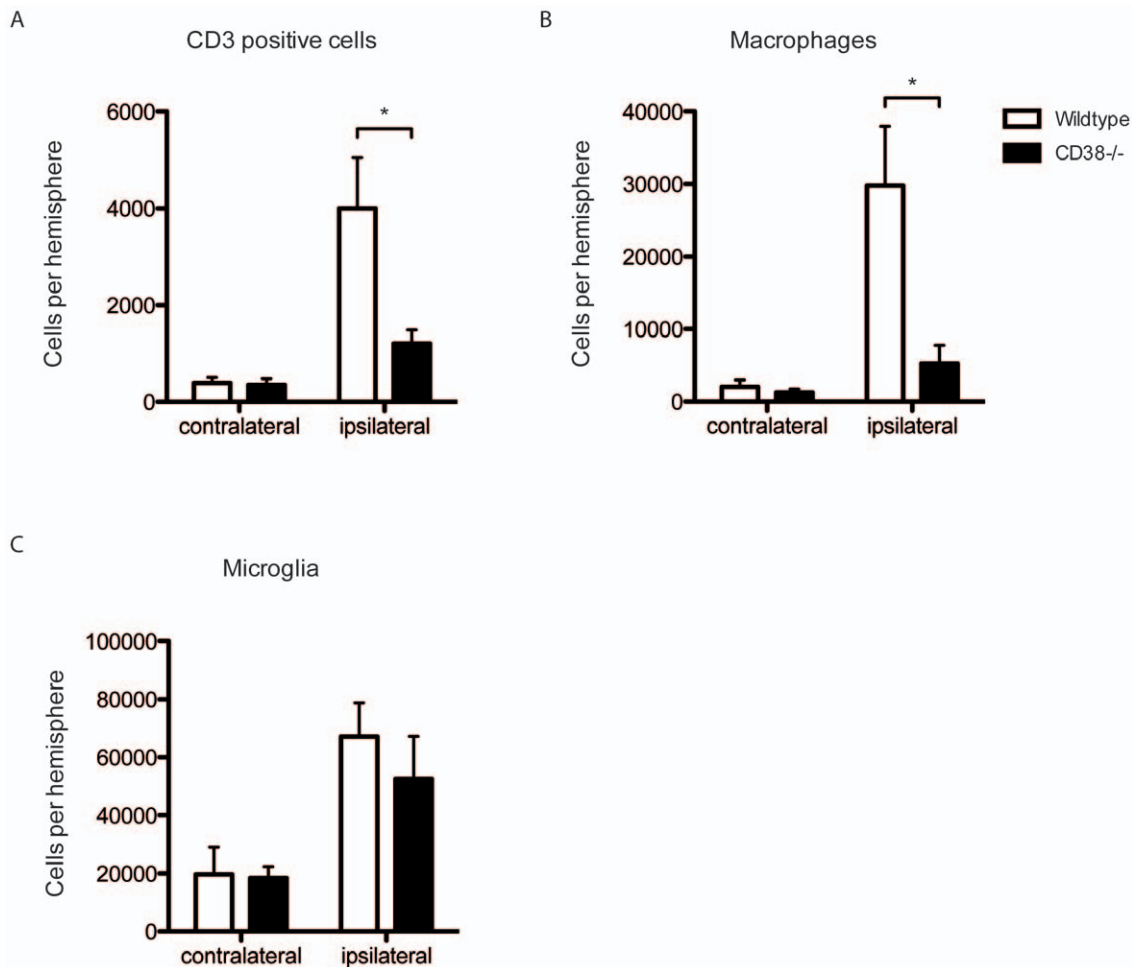 A
CD3 positive cells
Cells per hemisphere
6000
4000
2000
0
*
contralateral
ipsilateral
B
Macrophages
Cells per hemisphere
40000
30000
20000
10000
0
*
contralateral
ipsilateral
Wildtype
CD38-/-
C
Microglia
Cells per hemisphere
100000
80000
60000
40000
20000
0
contralateral
ipsilateral